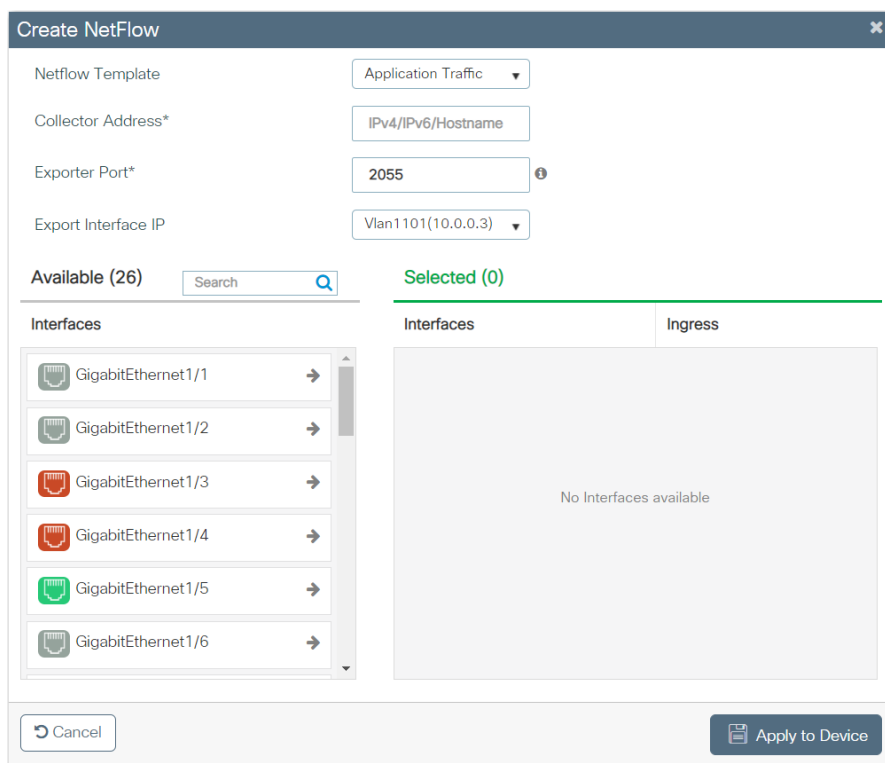 Create NetFlow
Netflow Template
Application Traffic
Collector Address*
IPv4/IPv6/Hostname
Exporter Port*
2055
Export Interface IP
Vlan1101(10.0.0.3)
Available (26)
Search
Selected (0)
Interfaces
Interfaces
Ingress
GigabitEthernet1/1
GigabitEthernet1/2
GigabitEthernet1/3
GigabitEthernet1/4
GigabitEthernet1/5
GigabitEthernet1/6
No Interfaces available
Cancel
Apply to Device